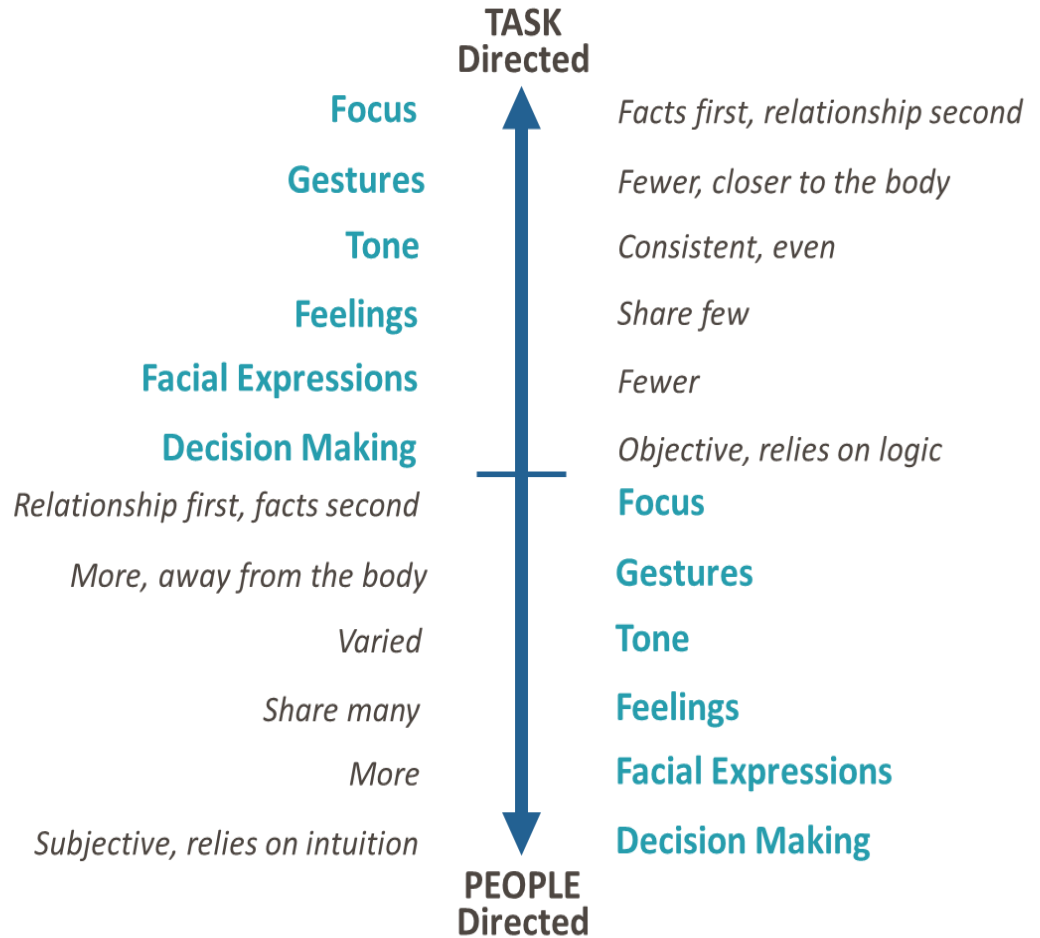 TASK
Directed
Focus Facts first, relationship second
Gestures Fewer, closer to the body
Tone Consistent, even
Feelings Share few
Facial Expressions Fewer
Decision Making Objective, relies on logic
Relationship first, facts second Focus
More, away from the body Gestures
Varied Tone
Share many Feelings
More Facial Expressions
Subjective, relies on intuition Decision Making
PEOPLE
Directed